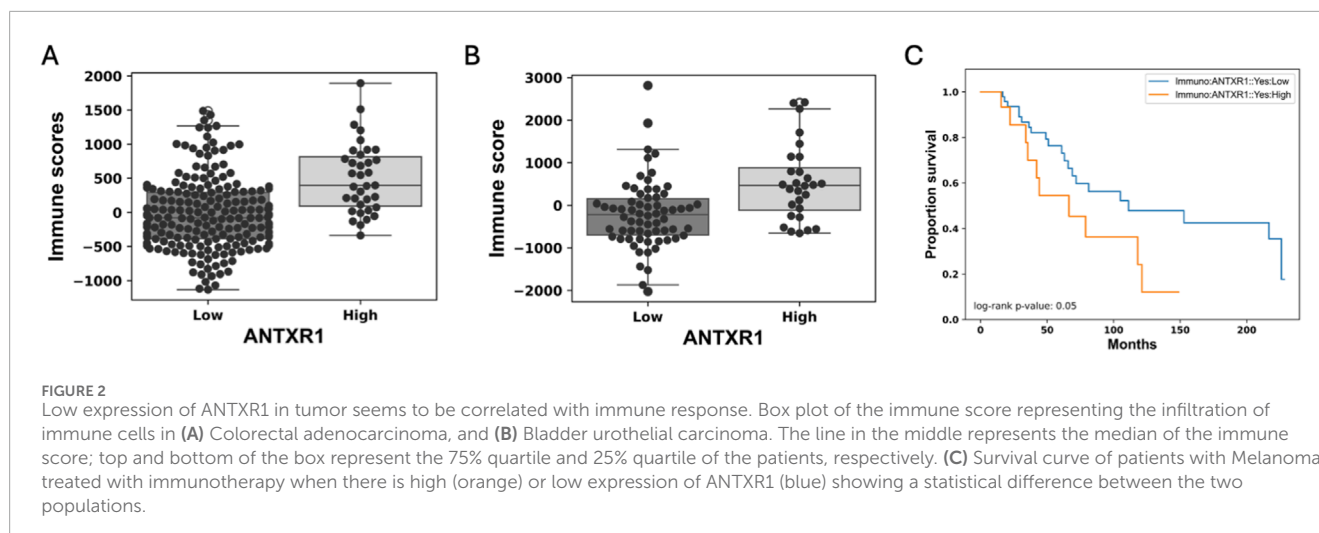 A
B
C
2000
1500
1000
500
0
−500
−1000
Immune scores
Low
High
ANTXR1
3000
2000
1000
0
−1000
−2000
Immune score
Low
High
ANTXR1
Immuno:ANTXR1::Yes:Low
Immuno:ANTXR1::Yes:High
1.0
0.8
0.6
0.4
0.2
0.0
Proportion survival
log-rank p-value: 0.05
0
50
100
150
200
Months
FIGURE 2
Low expression of ANTXR1 in tumor seems to be correlated with immune response. Box plot of the immune score representing the infiltration of
immune cells in (A) Colorectal adenocarcinoma, and (B) Bladder urothelial carcinoma. The line in the middle represents the median of the immune
score; top and bottom of the box represent the 75% quartile and 25% quartile of the patients, respectively. (C) Survival curve of patients with Melanoma
treated with immunotherapy when there is high (orange) or low expression of ANTXR1 (blue) showing a statistical difference between the two
populations.